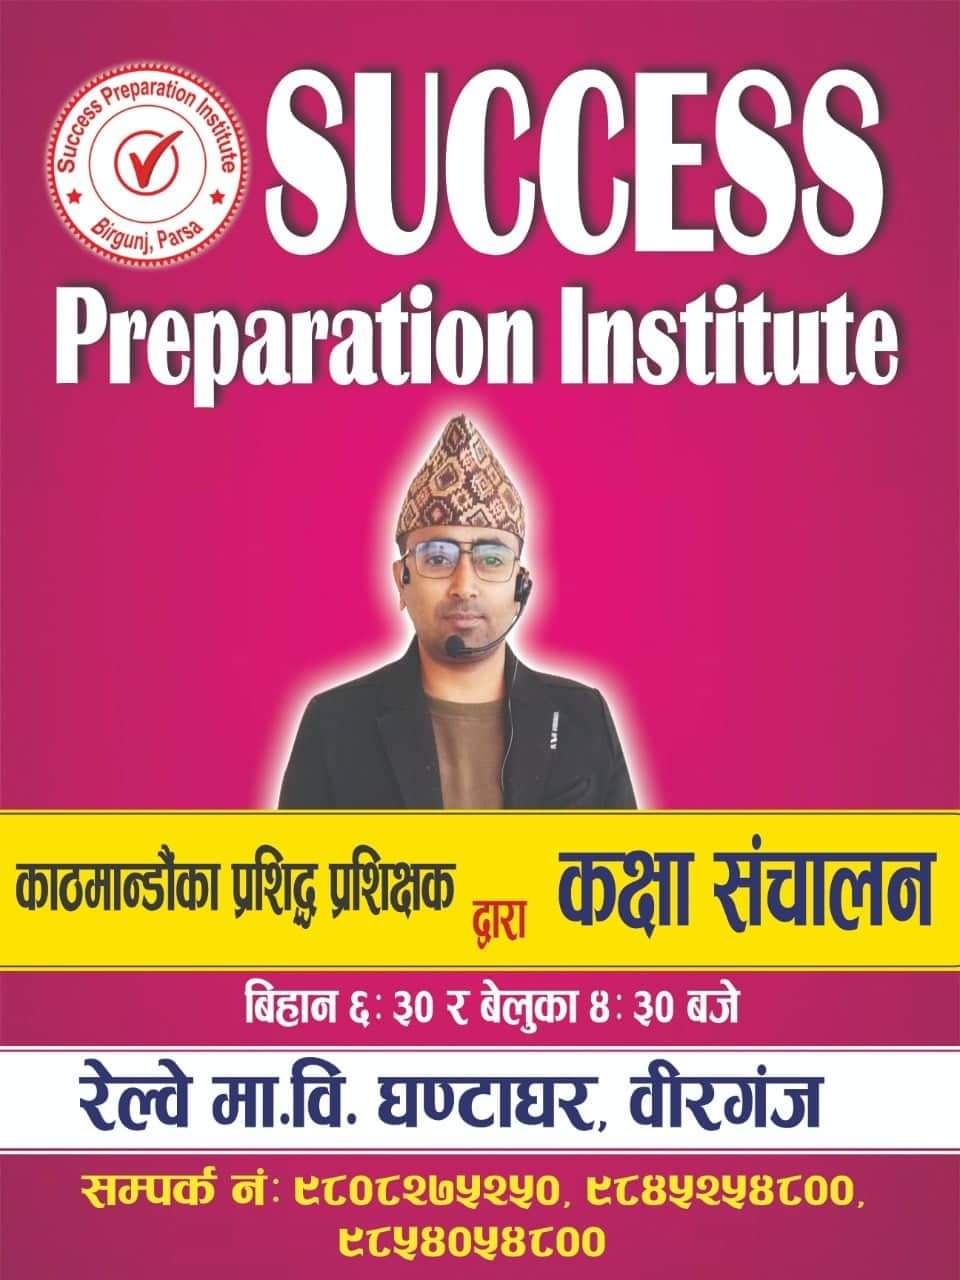 Success Preparation Institute
Birgunj, Parsa
SUCCESS
Preparation Institute
काठमान्डौंका प्रशिद्ध प्रशिक्षक द्वारा कक्षा संचालन
बिहान ६ः ३० र बेलुका ४ः ३० बजे
रेल्वे मा.वि. घण्टाघर, वीरगंज
सम्पर्क नंः ९८०८२७५२५०, ९८४५२५४८००,
९८५४०५४८००